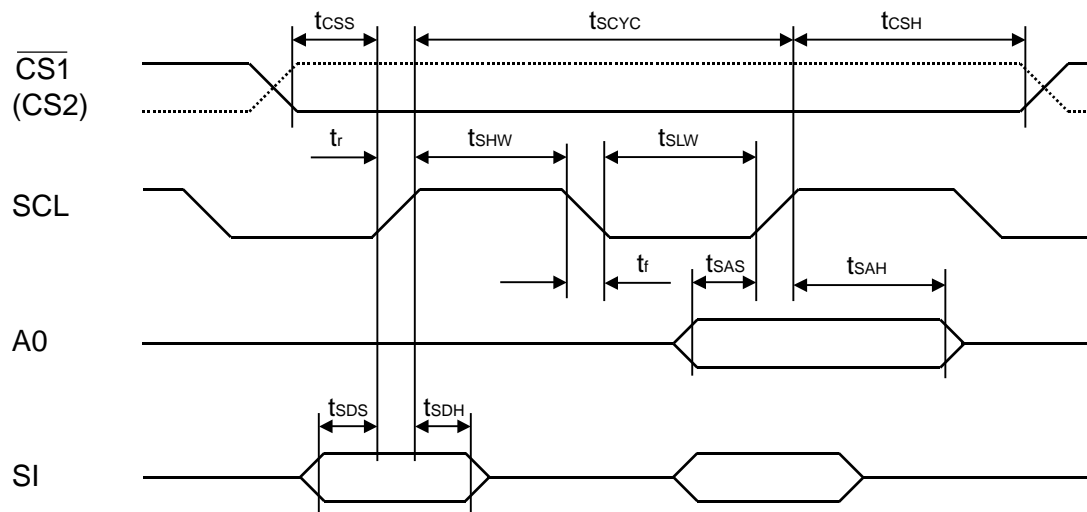 tCSS
tSCYC
tCSH
CS1
(CS2)
tr
tSHW
tSLW
SCL
tf
tSAS
tSAH
A0
tSDS
tSDH
SI